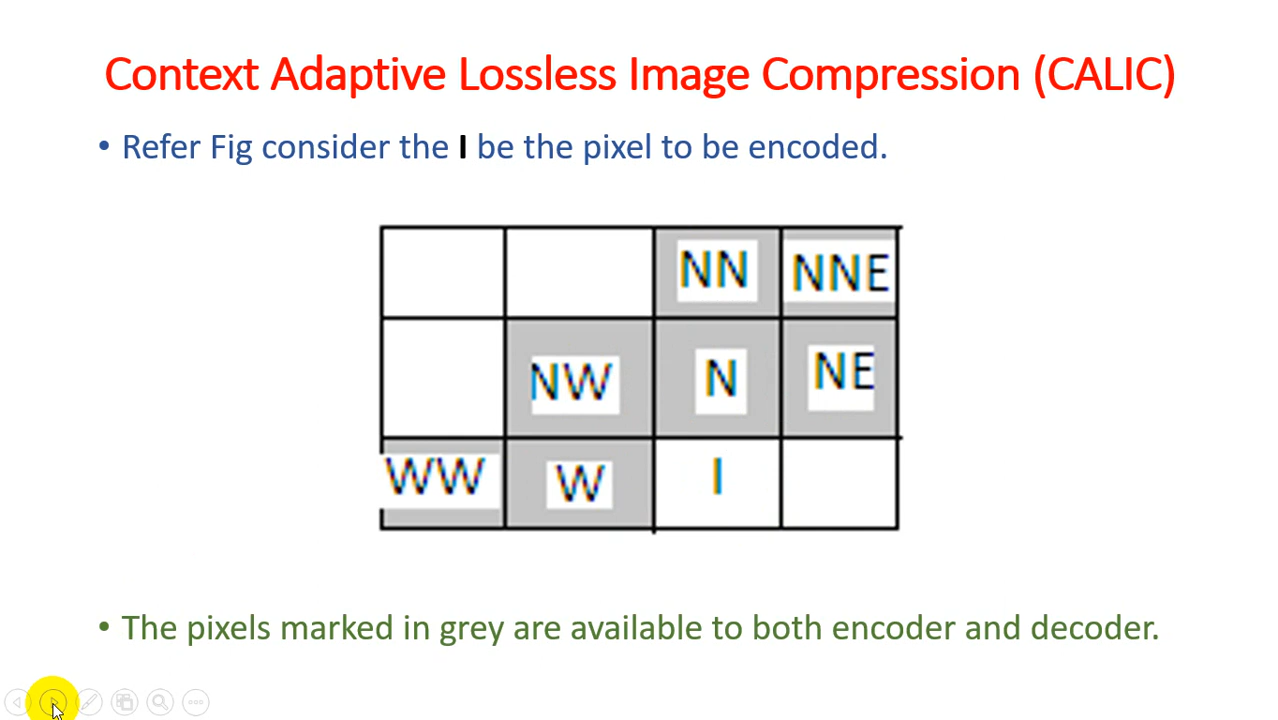 Context Adaptive Lossless Image Compression (CALIC)
• Refer Fig consider the I be the pixel to be encoded.
NN NNE
NW N NE
WW W I
• The pixels marked in grey are available to both encoder and decoder.